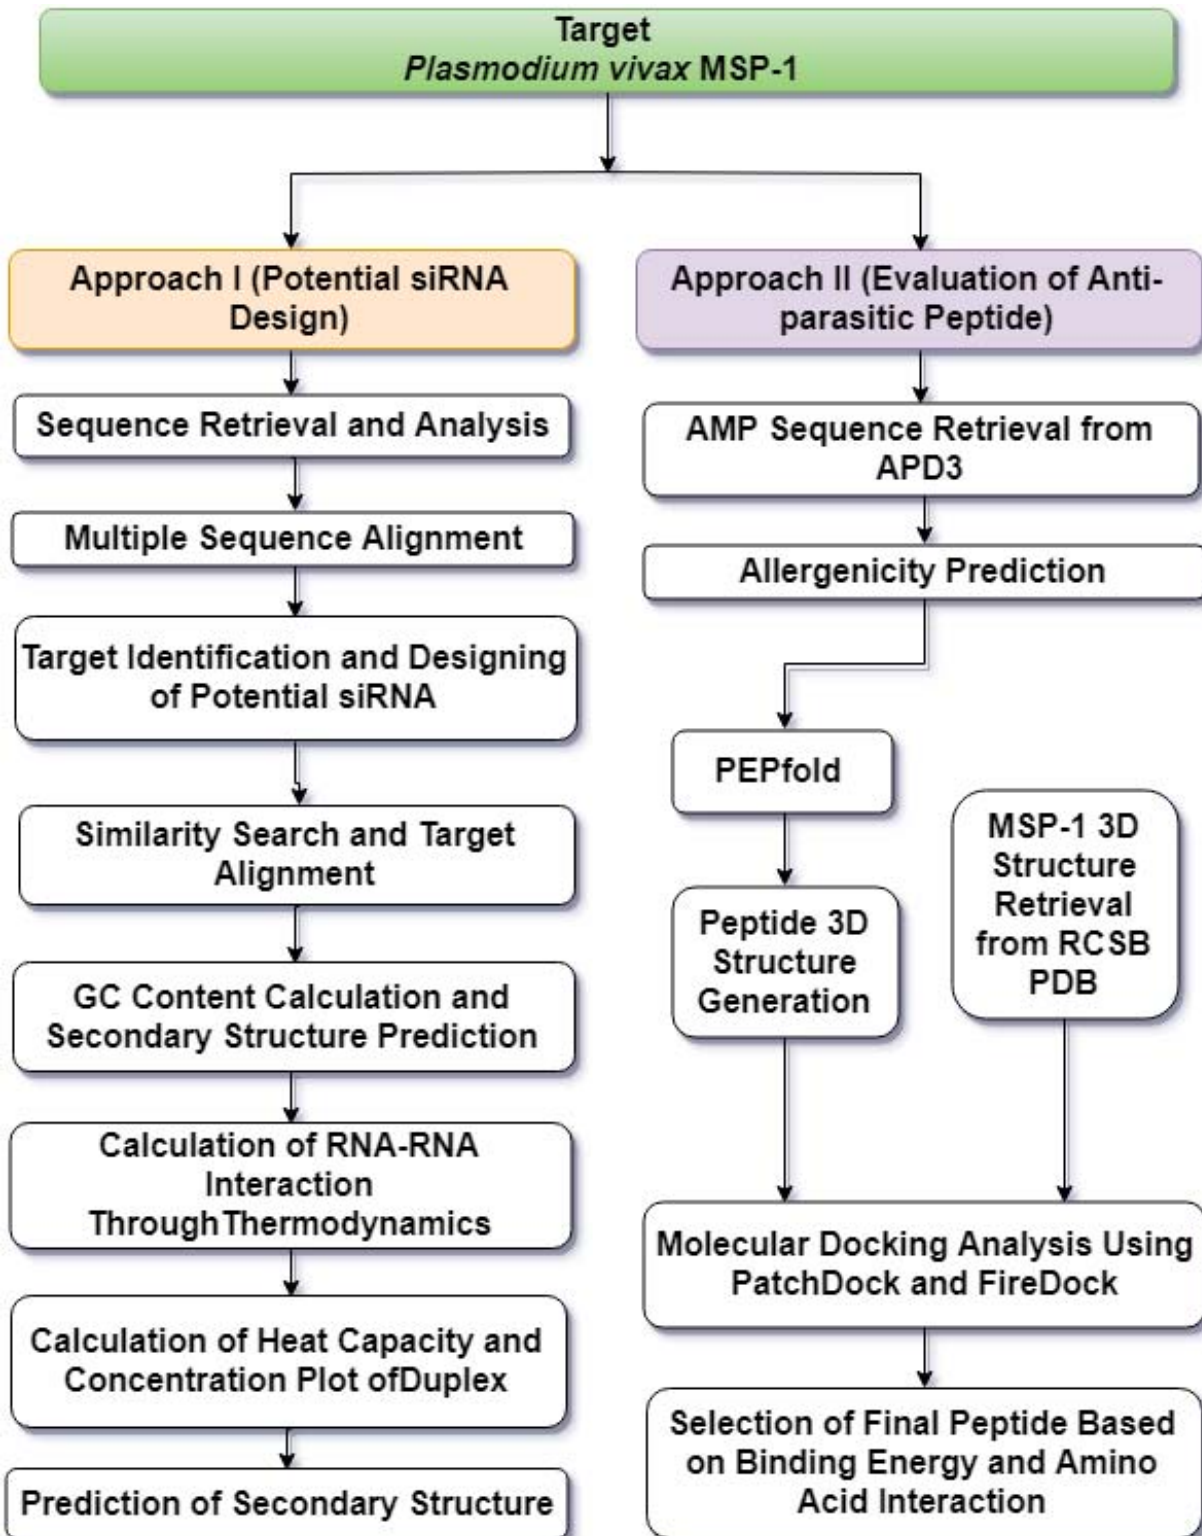 Target
Plasmodium vivax MSP-1
Approach I (Potential siRNA
Design)
Sequence Retrieval and Analysis
Multiple Sequence Alignment
Target Identification and Designing
of Potential siRNA
Similarity Search and Target
Alignment
GC Content Calculation and
Secondary Structure Prediction
Calculation of RNA-RNA
Interaction
ThroughThermodynamics
Calculation of Heat Capacity and
Concentration Plot ofDuplex
Prediction of Secondary Structure
Approach II (Evaluation of Anti-
parasitic Peptide)
AMP Sequence Retrieval from
APD3
Allergenicity Prediction
PEPfold
Peptide 3D
Structure
Generation
MSP-1 3D
Structure
Retrieval
from RCSB
PDB
Molecular Docking Analysis Using
PatchDock and FireDock
Selection of Final Peptide Based
on Binding Energy and Amino
Acid Interaction